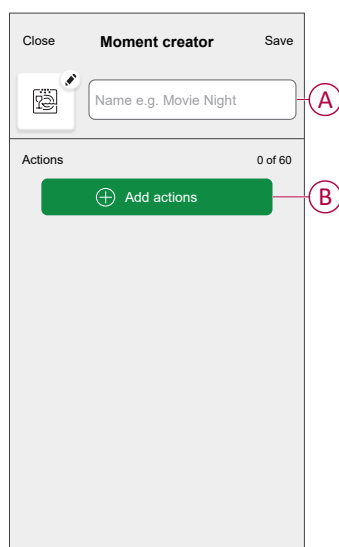 Close Moment creator Save
Name e.g. Movie Night
A
Actions 0 of 60
Add actions
B